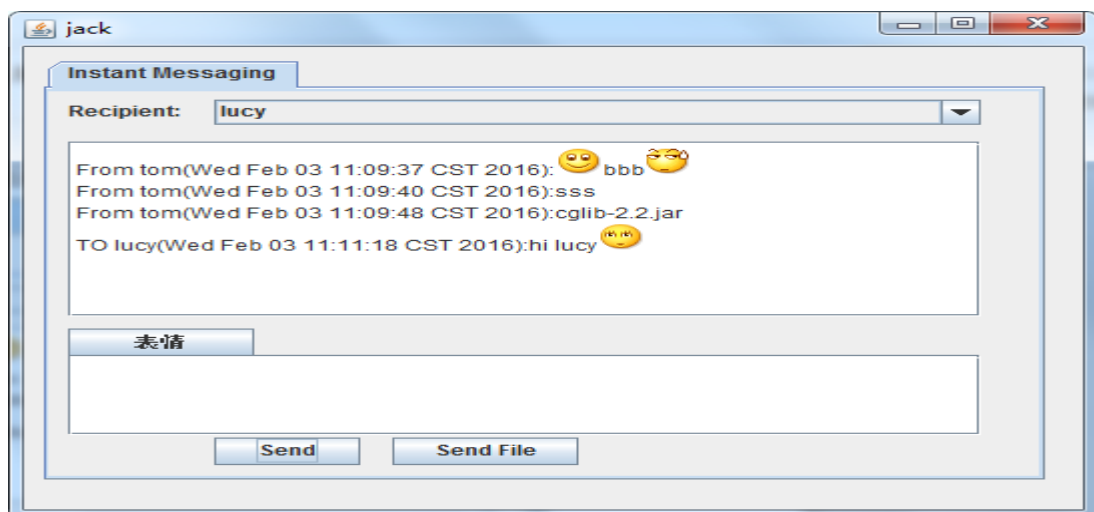 jack
Instant Messaging
Recipient: lucy
From tom(Wed Feb 03 11:09:37 CST 2016): bbb
From tom(Wed Feb 03 11:09:40 CST 2016):sss
From tom(Wed Feb 03 11:09:48 CST 2016):cglib-2.2.jar
TO lucy(Wed Feb 03 11:11:18 CST 2016):hi lucy
表情
Send Send File